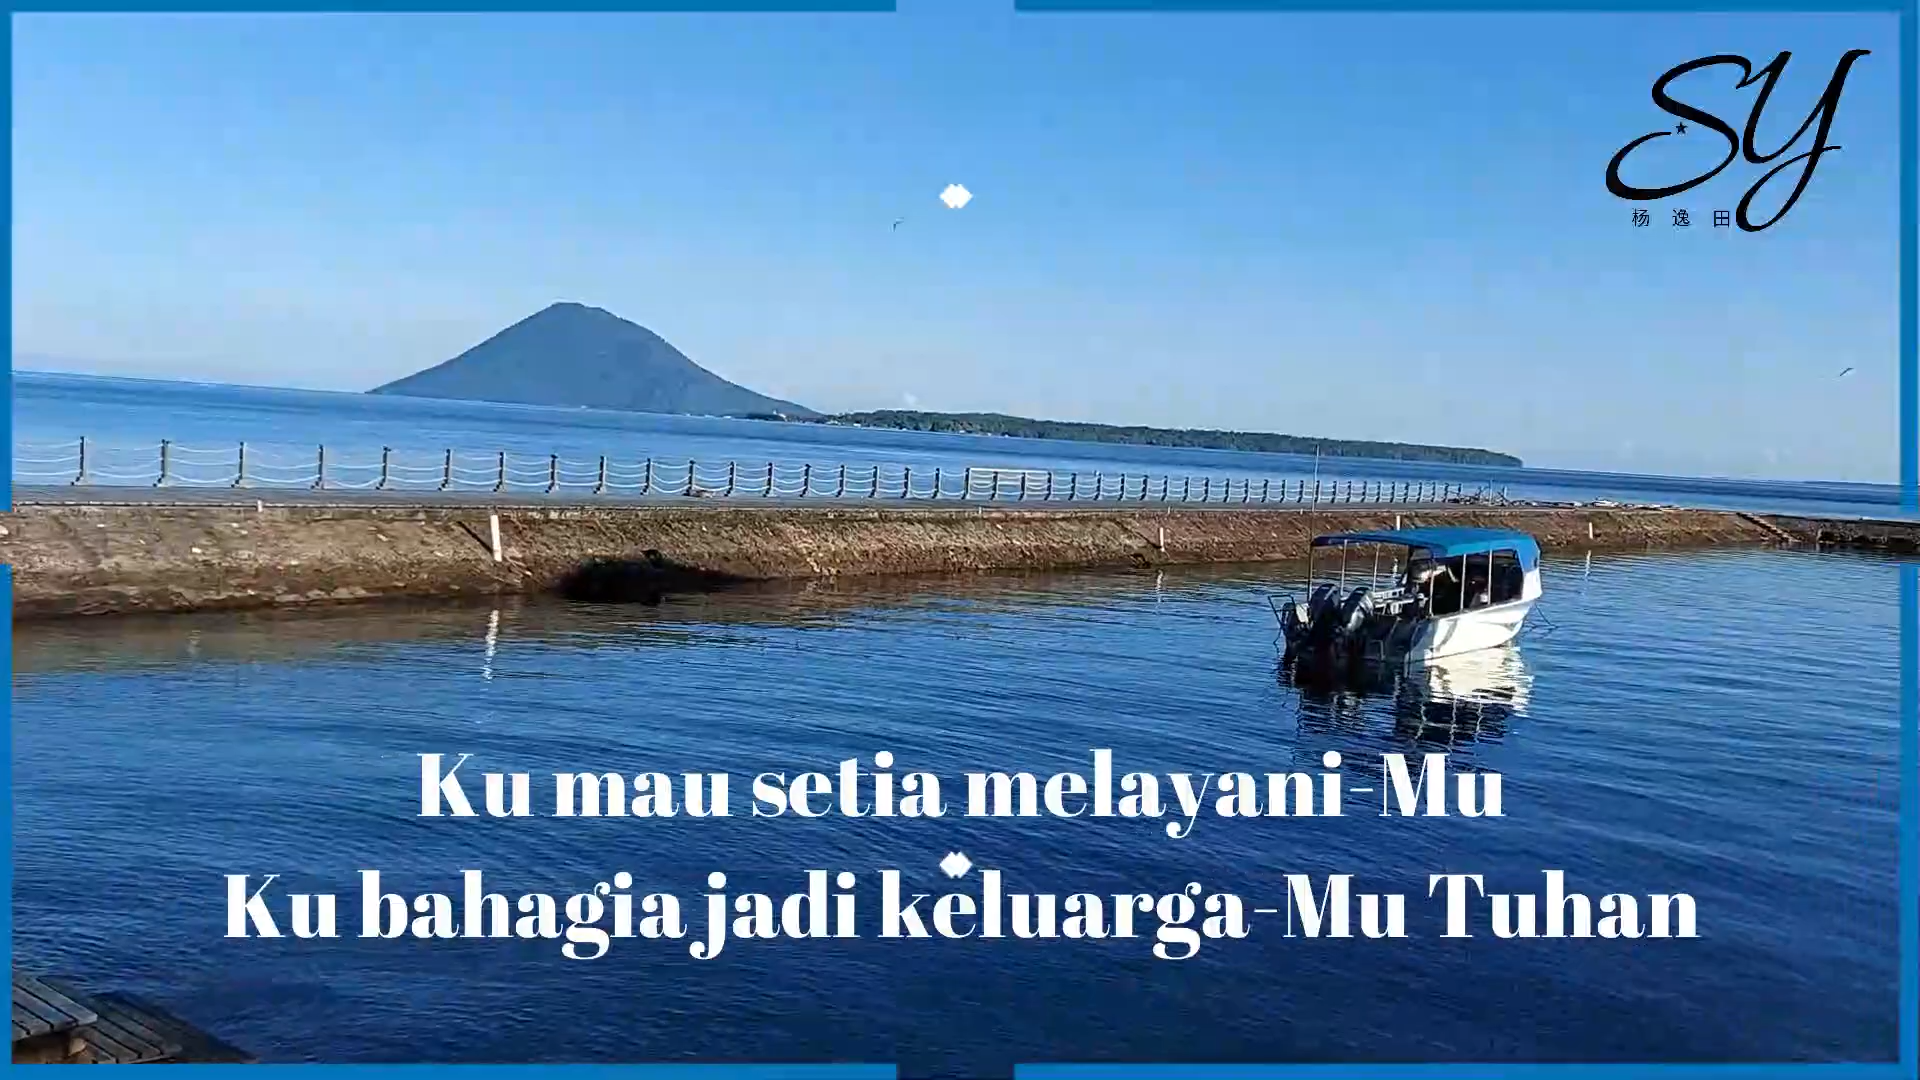 SY
杨逸田
Ku mau setia melayani-Mu
Ku bahagia jadi keluarga-Mu Tuhan